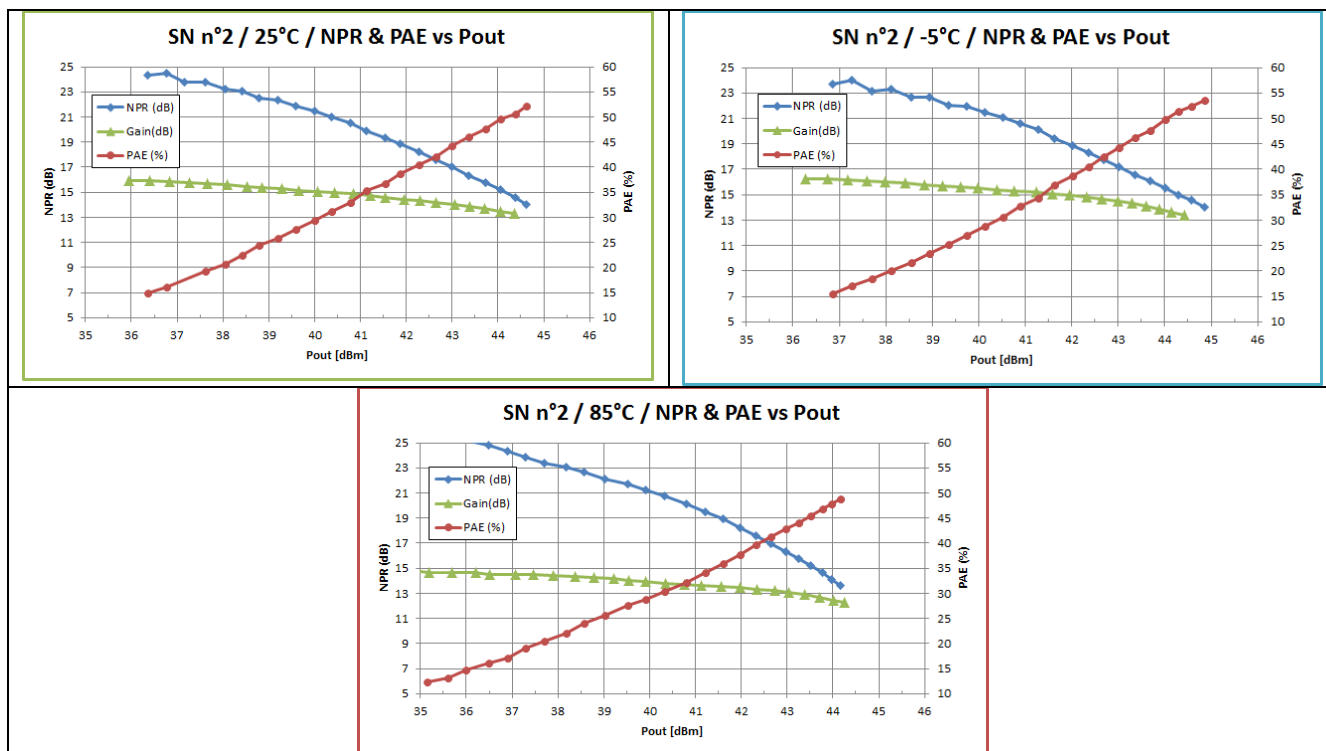 SN n°2 / 25°C / NPR & PAE vs Pout
25
23
21
19
17
15
13
11
9
7
5
NPR (dB)
NPR (dB)
Gain(dB)
PAE (%)
60
55
50
45
40
35
30
25
20
15
10
PAE (%)
35 36 37 38 39 40 41 42 43 44 45 46
Pout [dBm]
SN n°2 / -5°C / NPR & PAE vs Pout
25
23
21
19
17
15
13
11
9
7
5
NPR (dB)
NPR (dB)
Gain(dB)
PAE (%)
60
55
50
45
40
35
30
25
20
15
10
PAE (%)
35 36 37 38 39 40 41 42 43 44 45 46
Pout [dBm]
SN n°2 / 85°C / NPR & PAE vs Pout
25
23
21
19
17
15
13
11
9
7
5
NPR (dB)
NPR (dB)
Gain(dB)
PAE (%)
60
55
50
45
40
35
30
25
20
15
10
PAE (%)
35 36 37 38 39 40 41 42 43 44 45 46
Pout [dBm]